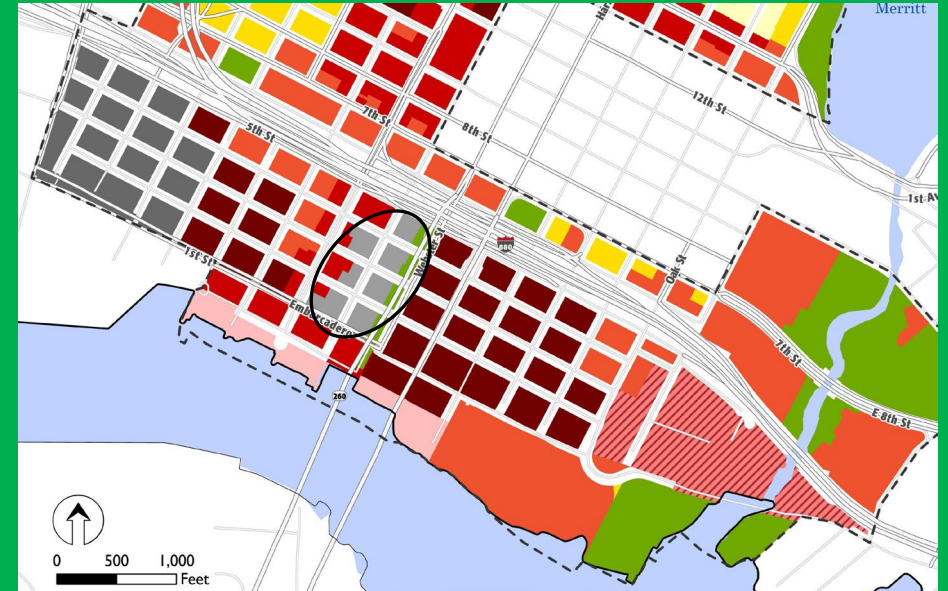 Merritt
Har
12th St
7th St
8th St
5th St
1st Av
Webster St
880
Oak St
1st St
Embarcadero
7th St
E 8th St
260
0 500 1,000
Feet